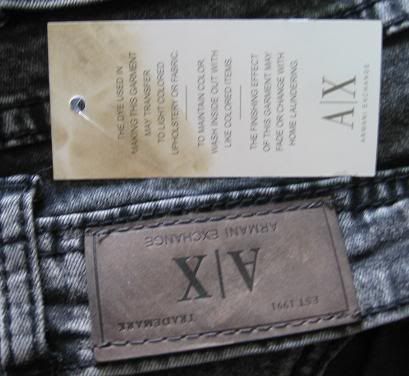 THE DYE USED IN
MAKING THIS GARMENT
MAY TRANSFER
TO LIGHT COLORED
UPHOLSTERY OR FABRIC.
TO MAINTAIN COLOR
WASH INSIDE OUT WITH
LIKE COLORED ITEMS.
THE FINISHING EFFECT
OF THIS GARMENT MAY
FADE OR CHANGE WITH
HOME LAUNDERING.
A|X
ARMANI EXCHANGE
TRADEMARK EST. 1991
A|X
ARMANI EXCHANGE